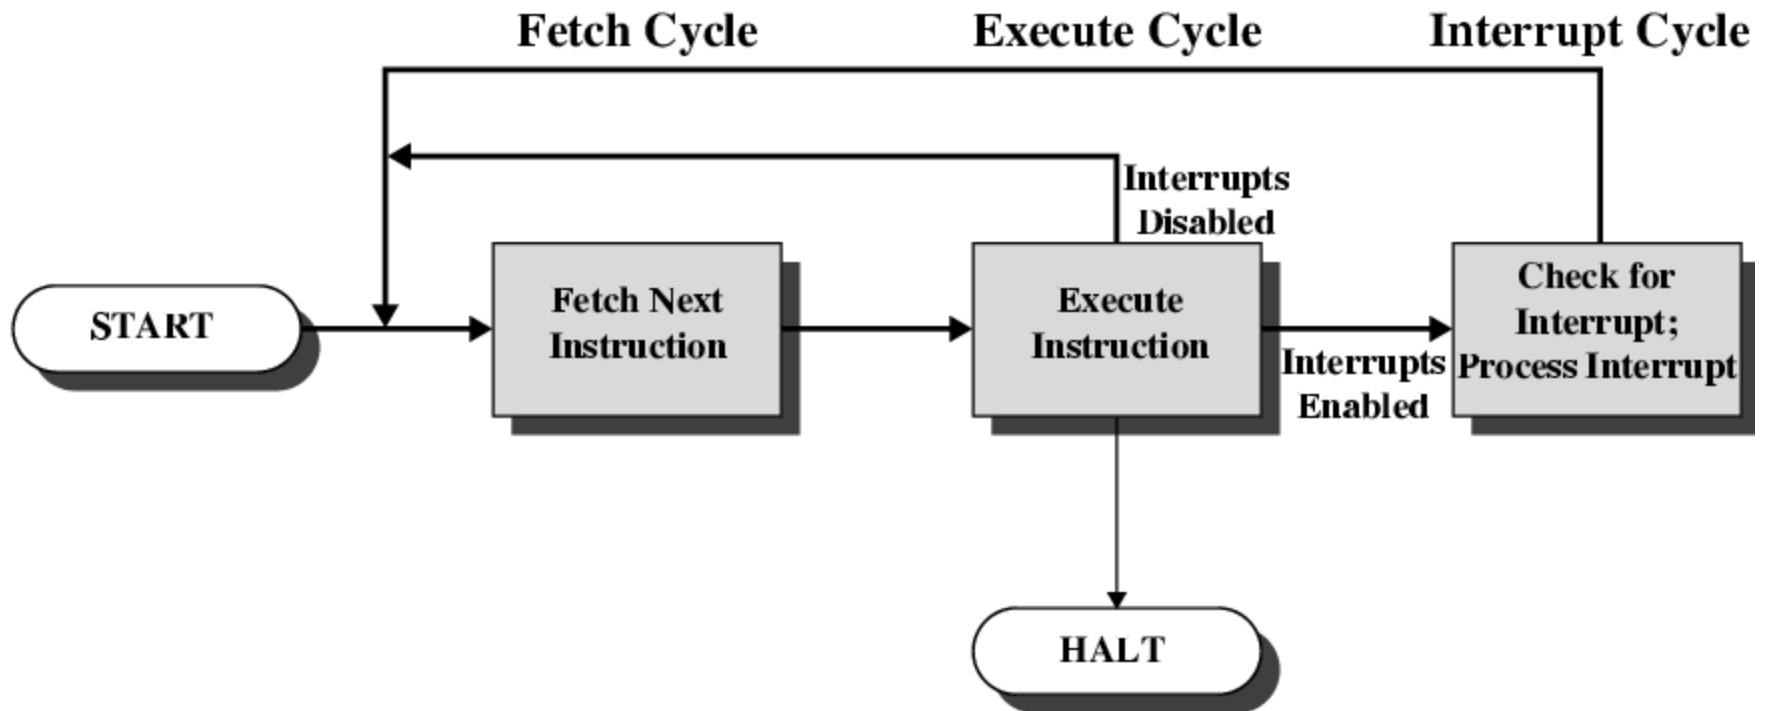 Fetch Cycle
Execute Cycle
Interrupt Cycle
Interrupts
Disabled
START
Fetch Next
Instruction
Execute
Instruction
Interrupts
Enabled
Check for
Interrupt;
Process Interrupt
HALT